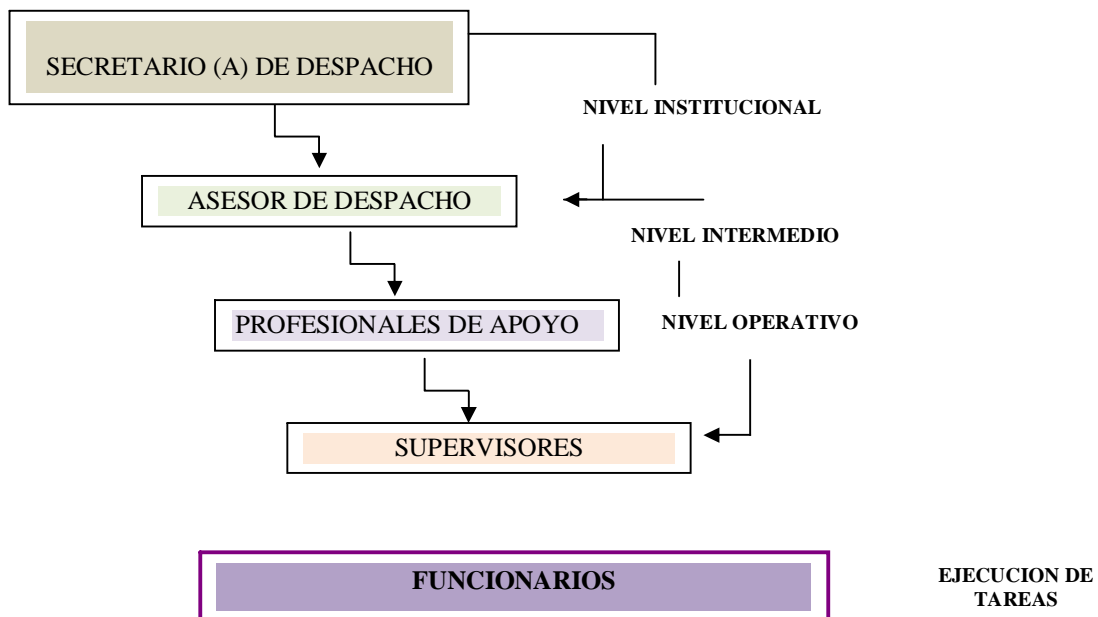 SECRETARIO (A) DE DESPACHO
NIVEL INSTITUCIONAL
ASESOR DE DESPACHO
NIVEL INTERMEDIO
PROFESIONALES DE APOYO
NIVEL OPERATIVO
SUPERVISORES
FUNCIONARIOS
EJECUCION DE
TAREAS